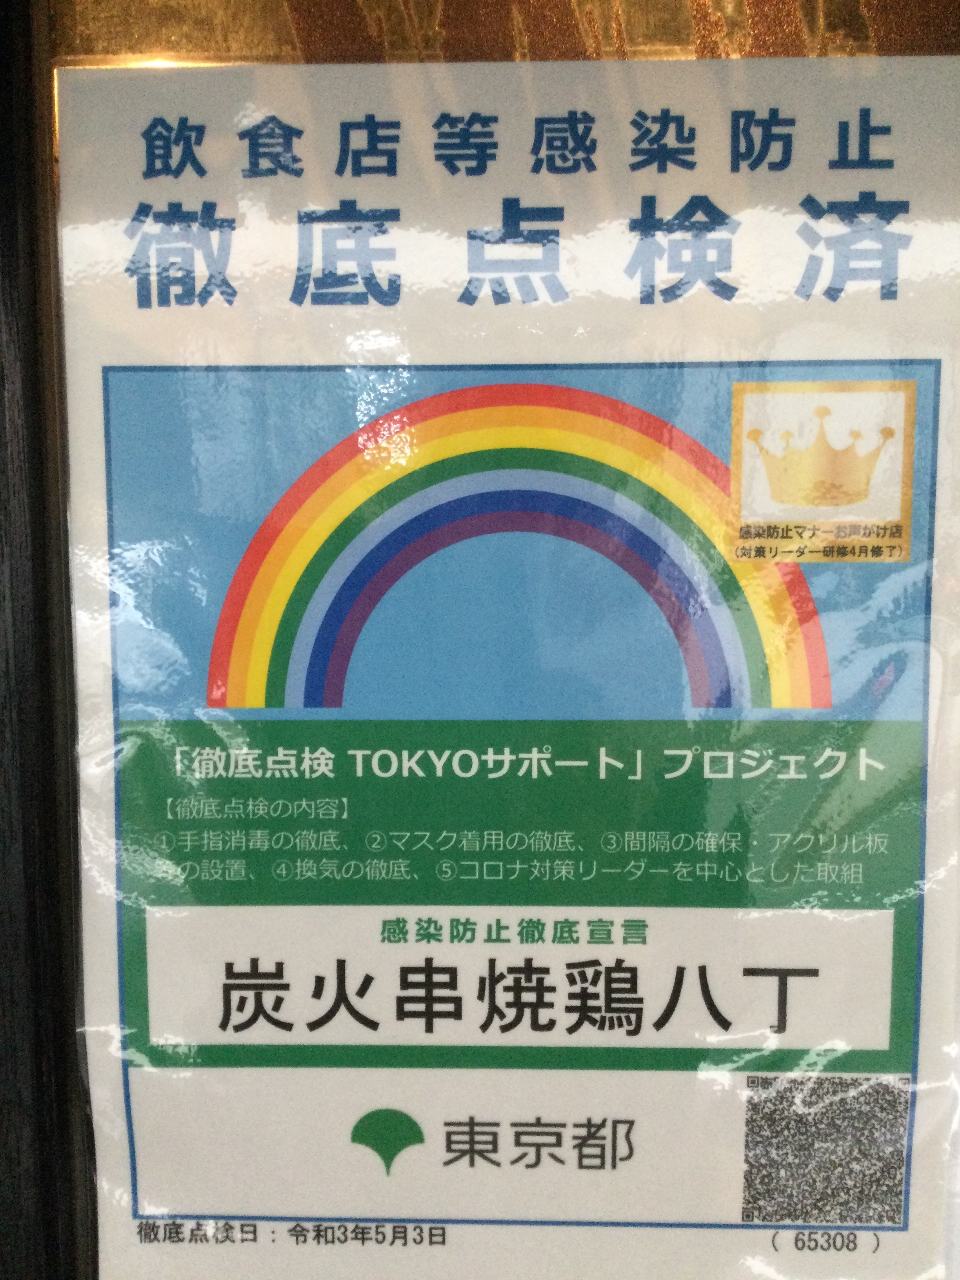 飲食店等感染防止
徹底点検済
感染防止マナーお声がけ店
(対策リーダー研修4月修了)
「徹底点検 TOKYOサポート」プロジェクト
【徹底点検の内容】
①手指消毒の徹底、②マスク着用の徹底、③間隔の確保・アクリル板
等の設置、④換気の徹底、⑤コロナ対策リーダーを中心とした取組
感染防止徹底宣言
炭火串焼鶏八丁
東京都
徹底点検日：令和3年5月3日
( 65308 )